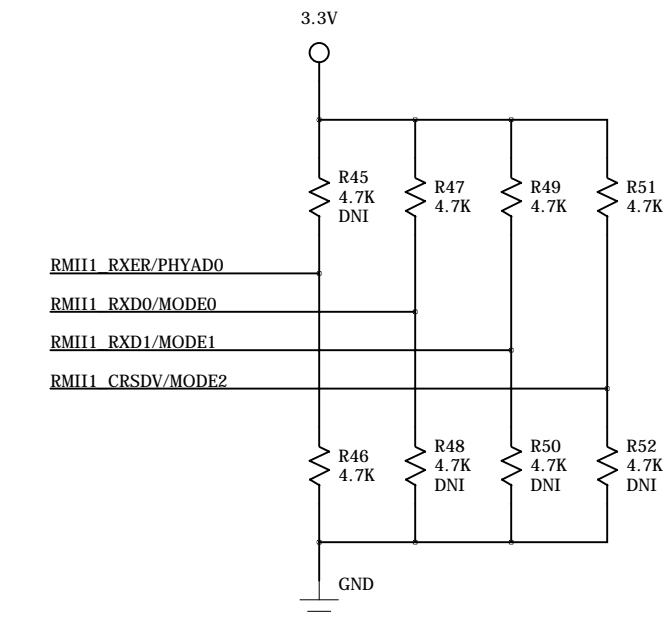 3.3V
R45
4.7K
DNI
R47
4.7K
R49
4.7K
R51
4.7K
RMII1_RXER/PHYAD0
RMII1_RXD0/MODE0
RMII1_RXD1/MODE1
RMII1_CRSDV/MODE2
R46
4.7K
R48
4.7K
DNI
R50
4.7K
DNI
R52
4.7K
DNI
GND